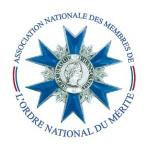 ASSOCIATION NATIONALE DES MEMBRES DE
L'ORDRE NATIONAL DU MÉRITE